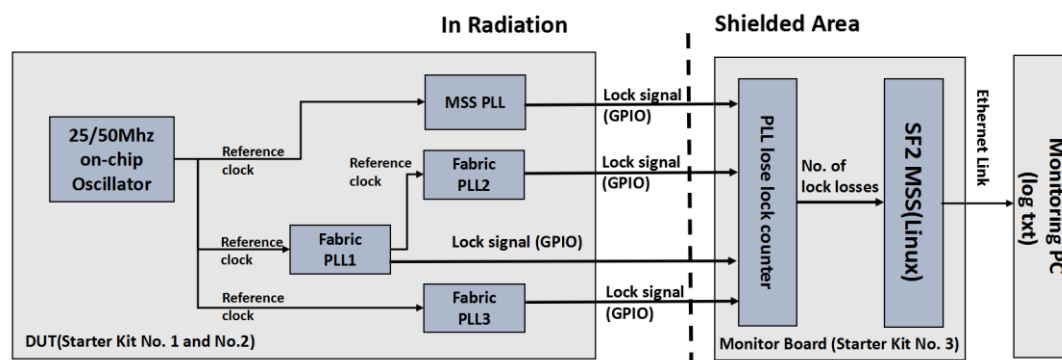 In Radiation
Shielded Area
25/50Mhz
on-chip
Oscillator
Reference
clock
MSS PLL
Lock signal
(GPIO)
Reference
clock
Fabric
PLL2
Lock signal
(GPIO)
Reference
clock
Fabric
PLL1
Lock signal (GPIO)
Reference
clock
Fabric
PLL3
Lock signal
(GPIO)
DUT(Starter Kit No. 1 and No.2)
PLL lose lock counter
No. of
lock losses
SF2 MSS(Linux)
Monitor Board (Starter Kit No. 3)
Ethernet Link
Monitoring PC
(log txt)